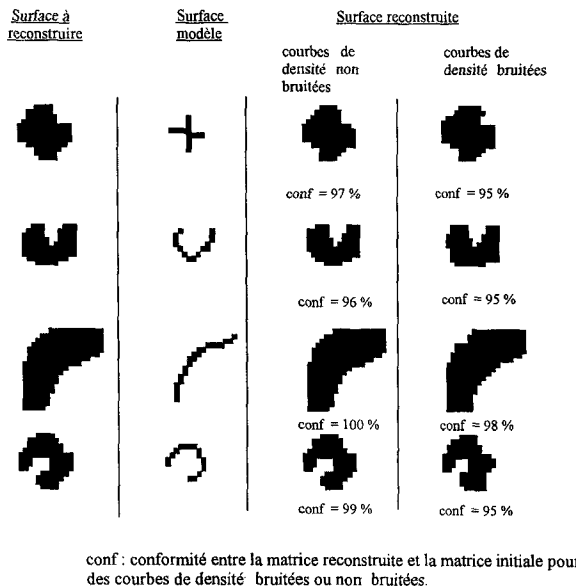 Surface à
reconstruire
Surface
modèle
Surface reconstruite
courbes de
densité non
bruitées
courbes de
densité bruitées
conf = 97 %
conf = 95 %
conf = 96 %
conf = 95 %
conf = 100 %
conf = 98 %
conf = 99 %
conf = 95 %
conf : conformité entre la matrice reconstruite et la matrice initiale pour
des courbes de densité bruitées ou non bruitées.